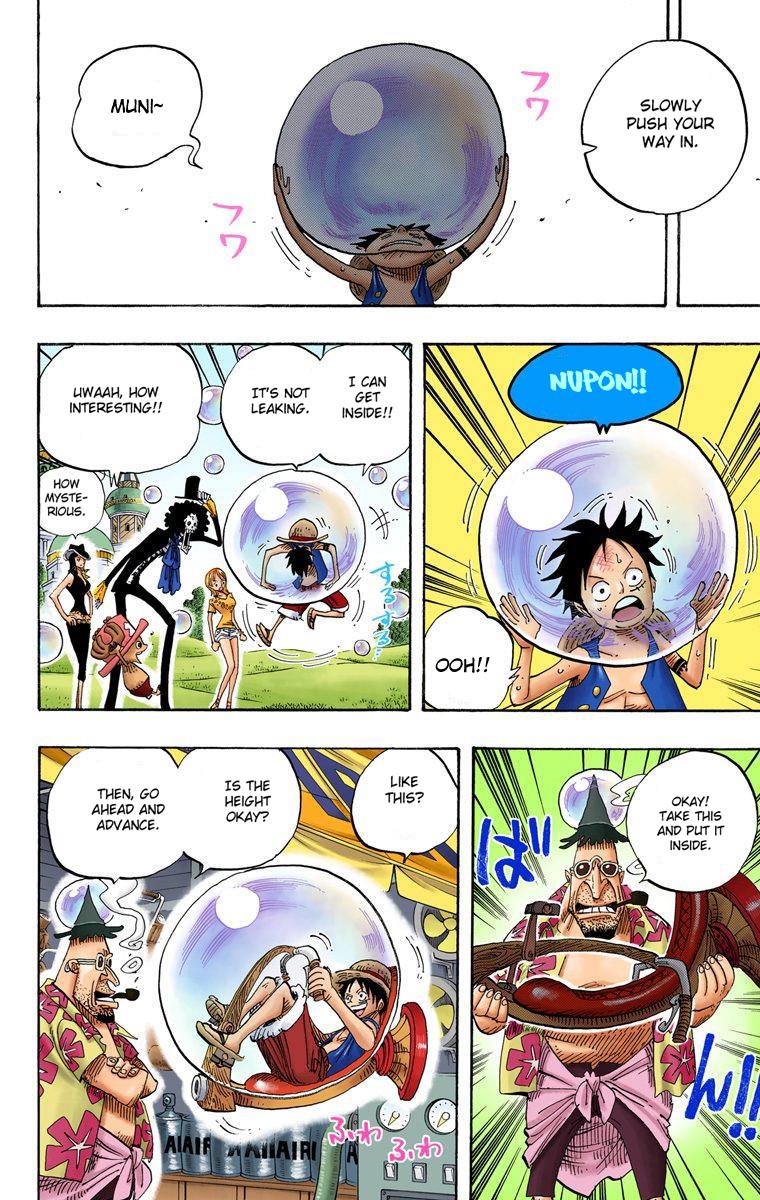 SLOWLY
PUSH YOUR
WAY IN.
フワ
MUNI~
フワ
NUPON!!
OOH!!
I CAN
GET
INSIDE!!
IT'S NOT
LEAKING.
UWAAH, HOW
INTERESTING!!
HOW
MYSTE-
RIOUS.
するする..
OKAY!
TAKE THIS
AND PUT IT
INSIDE.
ばん!!
LIKE
THIS?
IS THE
HEIGHT
OKAY?
THEN, GO
AHEAD AND
ADVANCE.
ふわ
ふわ
AIR